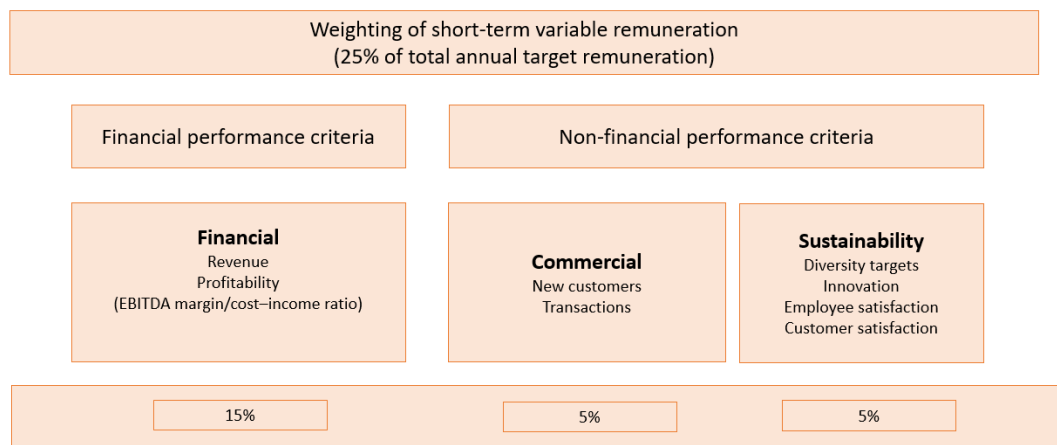 Weighting of short-term variable remuneration
(25% of total annual target remuneration)
Financial performance criteria
Non-financial performance criteria
Financial
Revenue
Profitability
(EBITDA margin/cost–income ratio)
Commercial
New customers
Transactions
Sustainability
Diversity targets
Innovation
Employee satisfaction
Customer satisfaction
15%
5%
5%